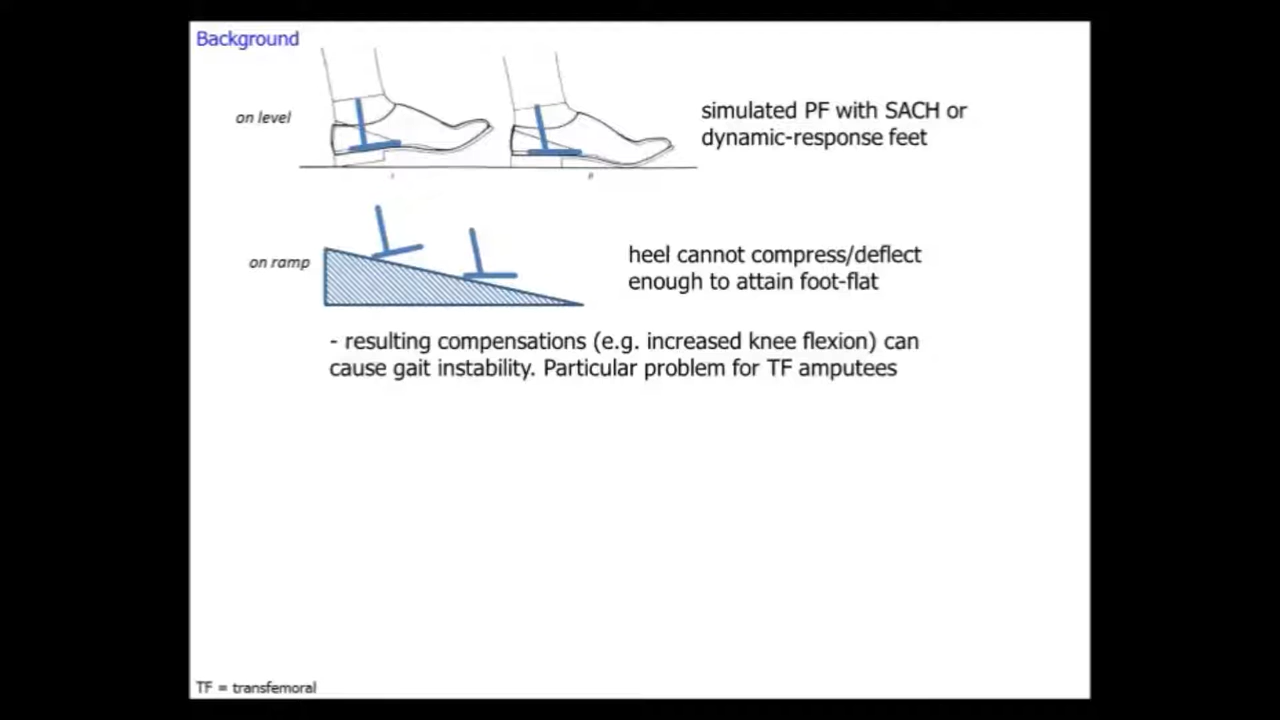 Background
on level
simulated PF with SACH or
dynamic-response feet
on ramp
heel cannot compress/deflect
enough to attain foot-flat
- resulting compensations (e.g. increased knee flexion) can
cause gait instability. Particular problem for TF amputees
TF = transfemoral